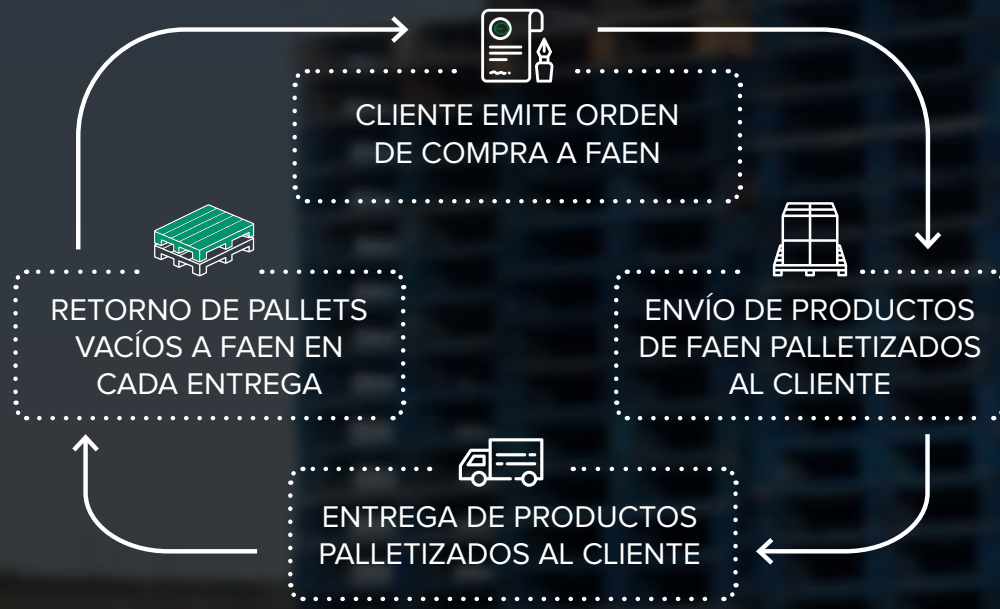 CLIENTE EMITE ORDEN
DE COMPRA A FAEN
RETORNO DE PALLETS
VACÍOS A FAEN EN
CADA ENTREGA
ENVÍO DE PRODUCTOS
DE FAEN PALLETIZADOS
AL CLIENTE
ENTREGA DE PRODUCTOS
PALLETIZADOS AL CLIENTE